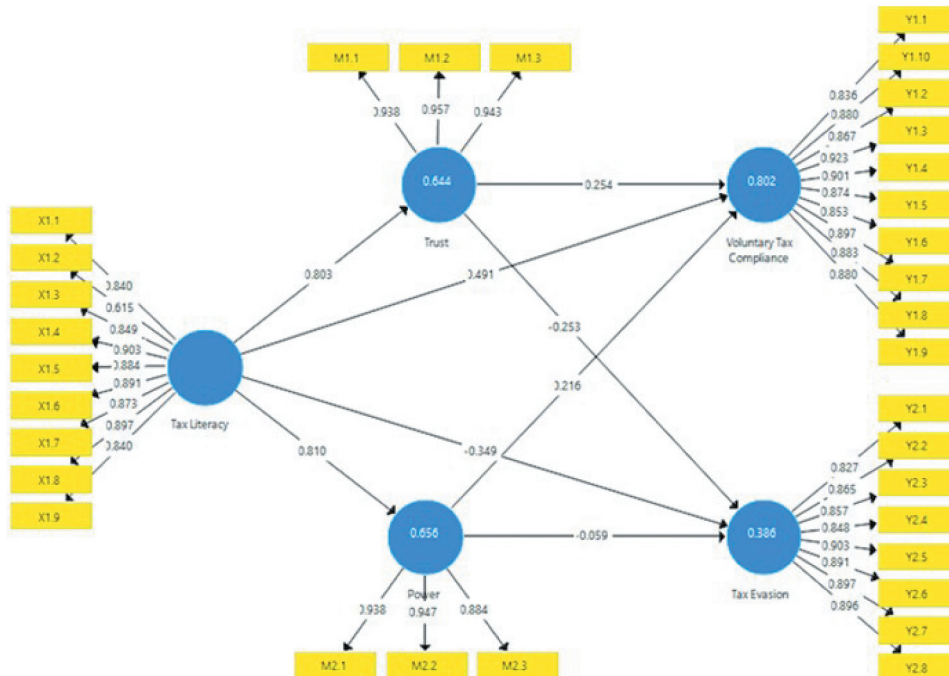 M1.1
M1.2
M1.3
0.938
0.957
0.943
0.644
Trust
Y1.1
Y1.10
Y1.2
Y1.3
Y1.4
Y1.5
Y1.6
Y1.7
Y1.8
Y1.9
0.836
0.880
0.867
0.923
0.901
0.874
0.853
0.897
0.883
0.880
0.802
Voluntary Tax
Compliance
0.254
0.491
0.803
-0.253
0.216
X1.1
X1.2
X1.3
X1.4
X1.5
X1.6
X1.7
X1.8
X1.9
0.840
0.615
0.849
0.903
0.884
0.891
0.873
0.897
0.840
Tax Literacy
0.810
-0.349
-0.059
0.656
Power
0.938
0.947
0.884
M2.1
M2.2
M2.3
0.386
Tax Evasion
0.827
0.865
0.857
0.848
0.903
0.891
0.897
0.896
Y2.1
Y2.2
Y2.3
Y2.4
Y2.5
Y2.6
Y2.7
Y2.8